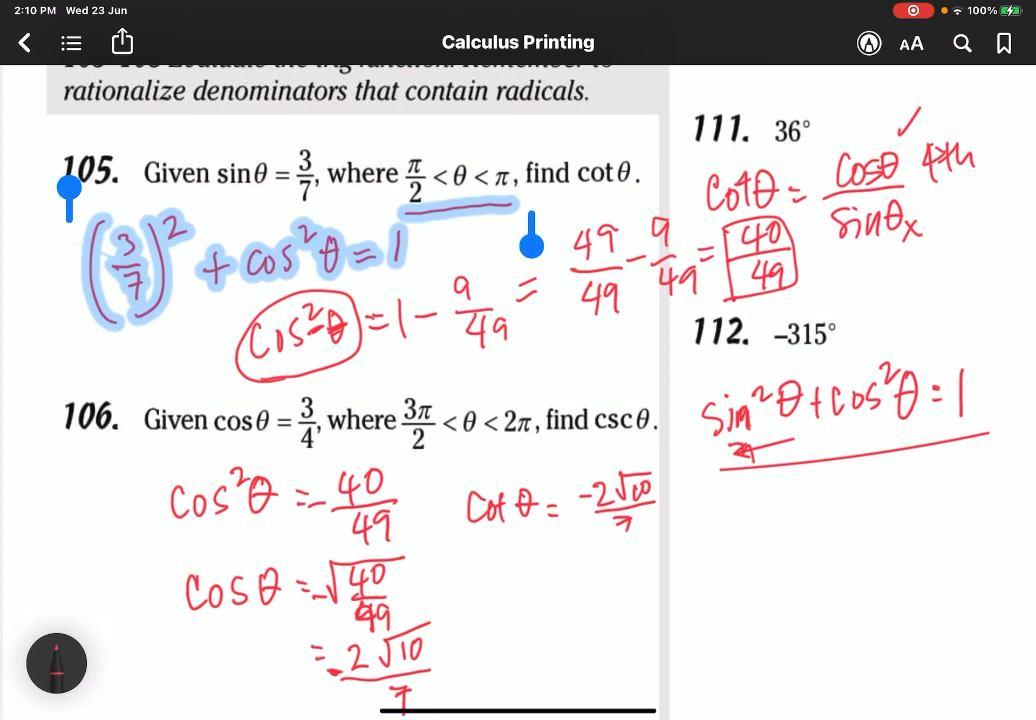 2:10 PM Wed 23 Jun 100%
Calculus Printing
AA
rationalize denominators that contain radicals.
105. Given sinθ = 3/7, where π/2 < θ < π, find cotθ.
(3/7)² + cos²θ = 1
cos²θ = 1 - 9/49 = 49/49 - 9/49 = 40/49
106. Given cosθ = 3/4, where 3π/2 < θ < 2π, find cscθ.
cos²θ = - 40/49
cosθ = -√40/49
= -2√10/7
cotθ = -2√10/7
111. 36°
cotθ = cosθ/sinθ
112. –315°
sin²θ + cos²θ = 1